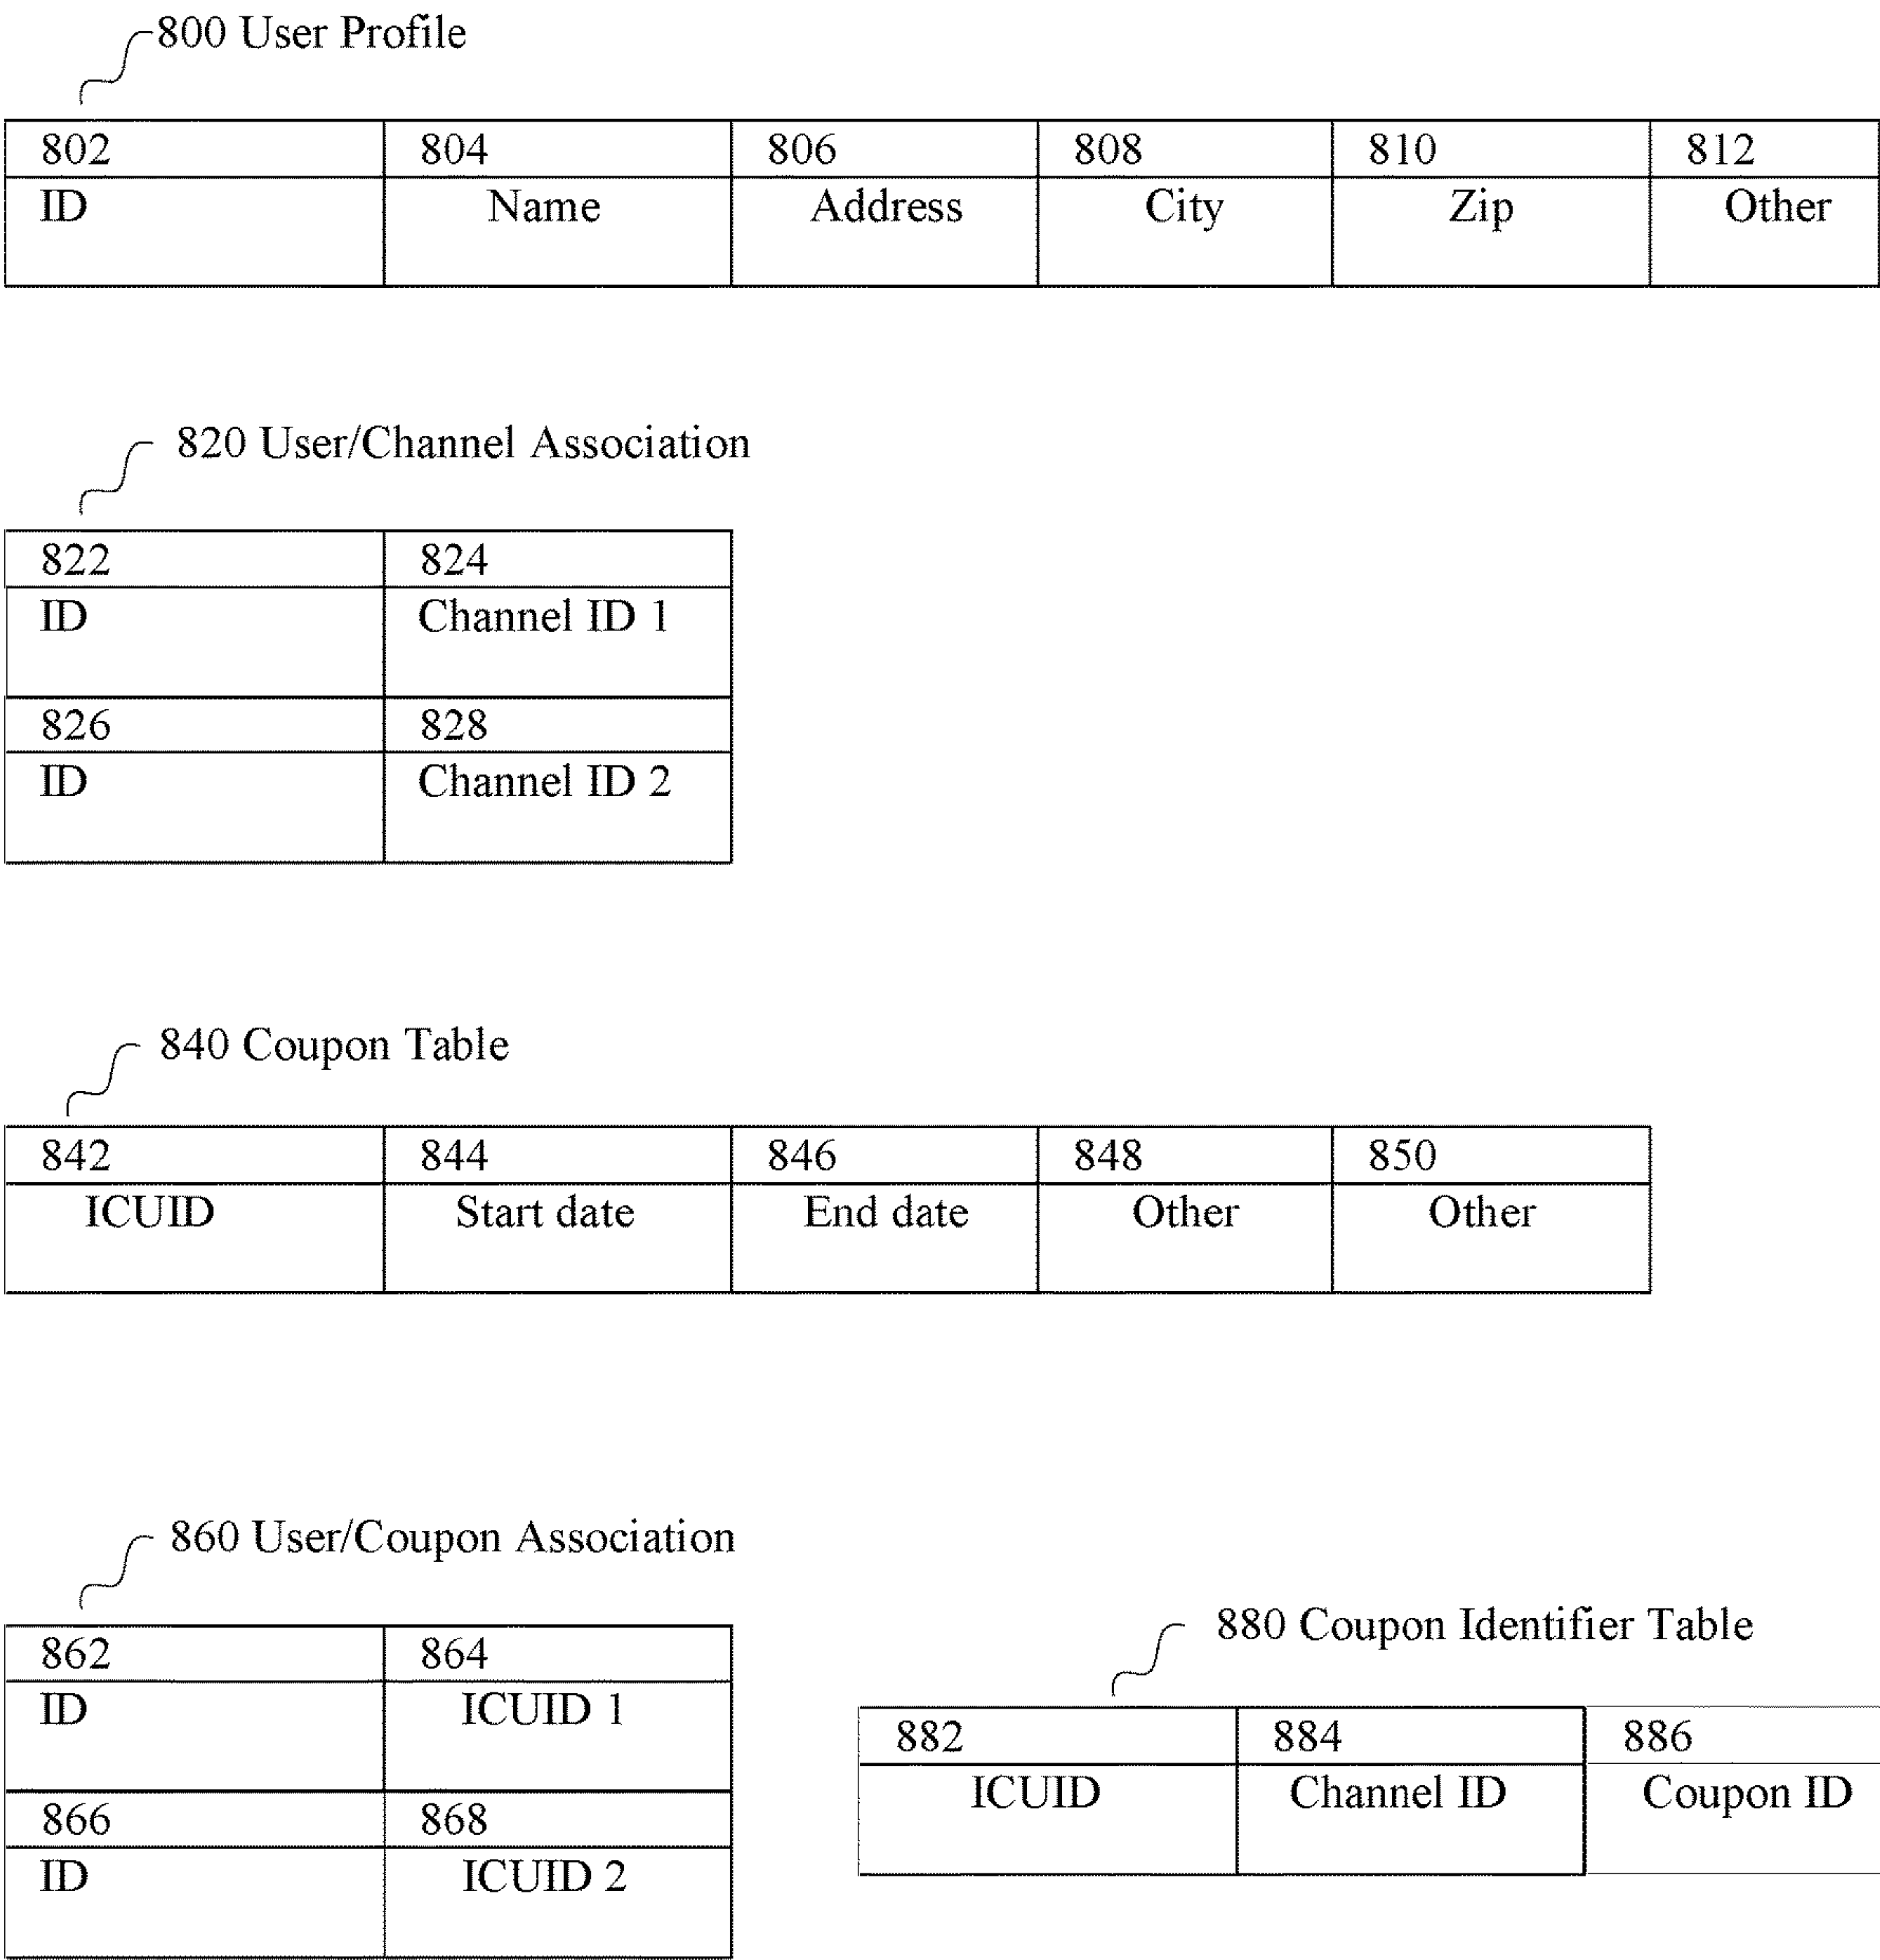 800 User Profile
802 804 806 808 810 812
ID Name Address City Zip Other
820 User/Channel Association
822 824
ID Channel ID 1
826 828
ID Channel ID 2
840 Coupon Table
842 844 846 848 850
ICUID Start date End date Other Other
860 User/Coupon Association
862 864
ID ICUID 1
866 868
ID ICUID 2
880 Coupon Identifier Table
882 884 886
ICUID Channel ID Coupon ID